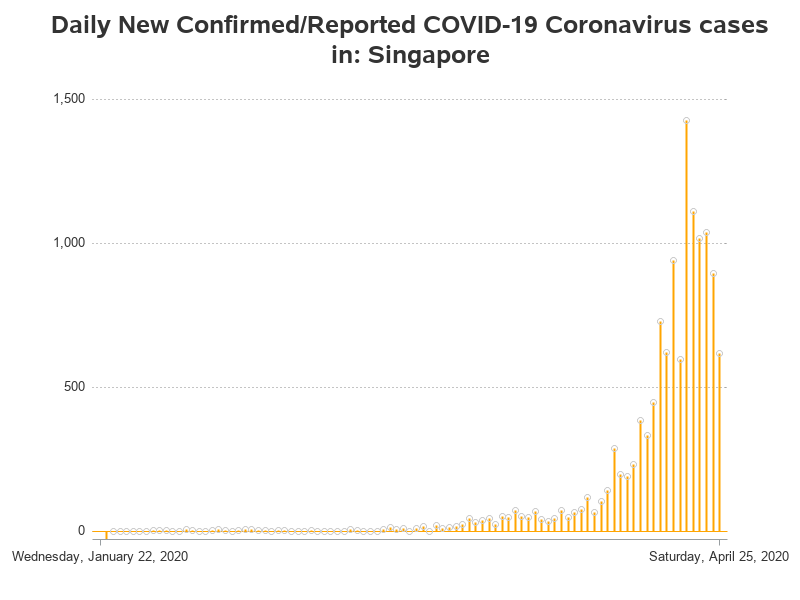 Daily New Confirmed/Reported COVID-19 Coronavirus cases
in: Singapore
1,500
1,000
500
0
Wednesday, January 22, 2020
Saturday, April 25, 2020